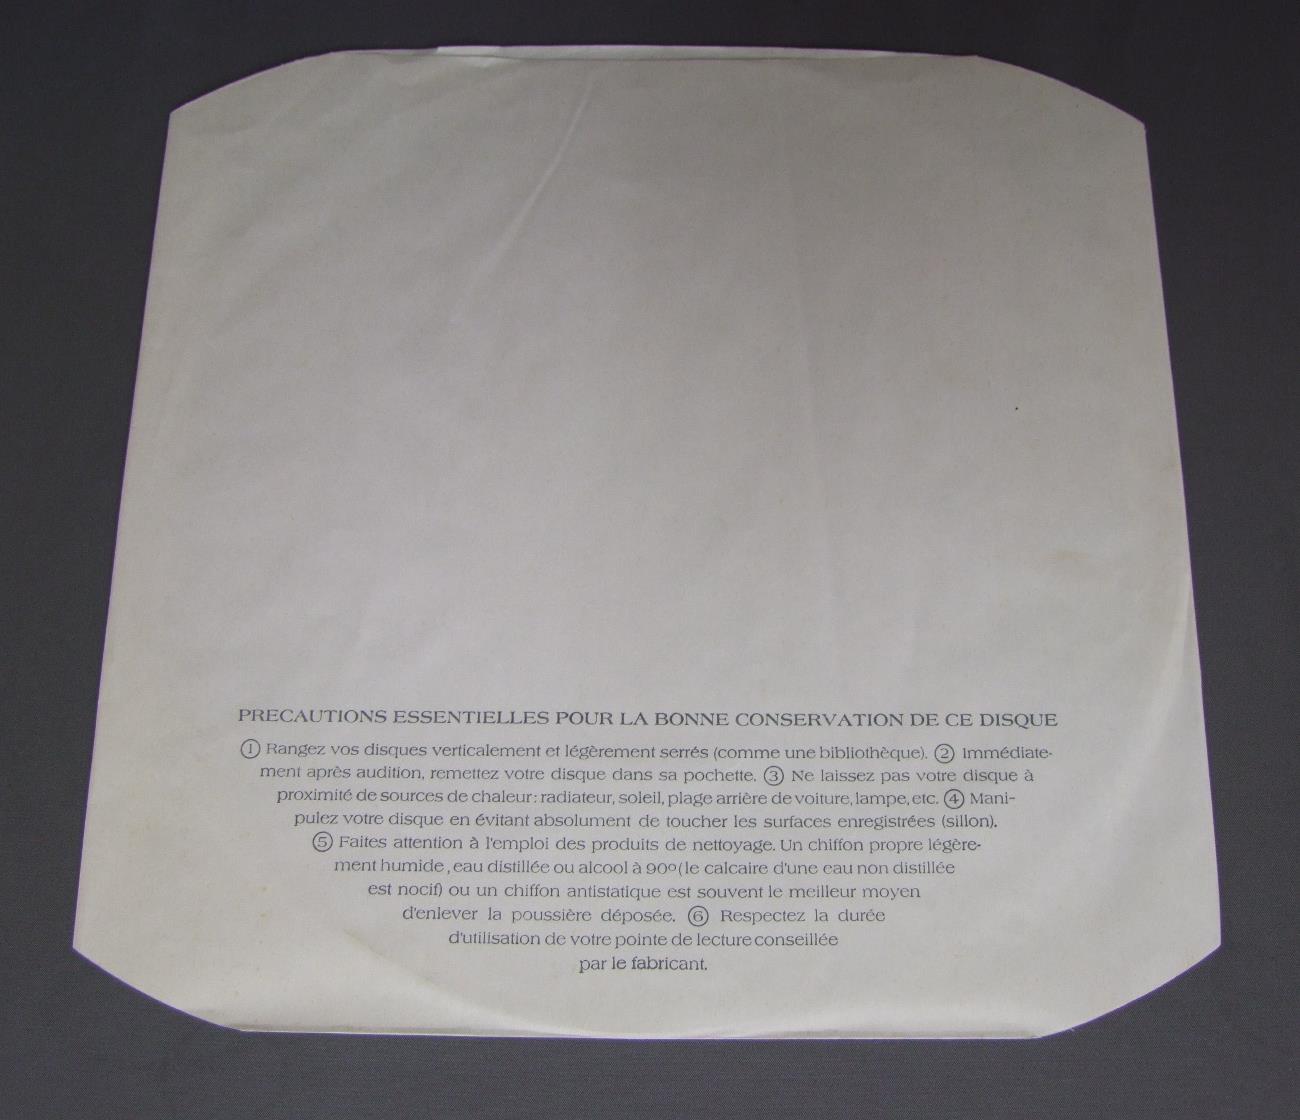 PRECAUTIONS ESSENTIELLES POUR LA BONNE CONSERVATION DE CE DISQUE
① Rangez vos disques verticalement et légèrement serrés (comme une bibliothèque). ② Immédiate-
ment après audition, remettez votre disque dans sa pochette. ③ Ne laissez pas votre disque à
proximité de sources de chaleur: radiateur, soleil, plage arrière de voiture, lampe, etc. ④ Mani-
pulez votre disque en évitant absolument de toucher les surfaces enregistrées (sillon).
⑤ Faites attention à l'emploi des produits de nettoyage. Un chiffon propre légère-
ment humide, eau distillée ou alcool à 90º (le calcaire d'une eau non distillée
est nocif) ou un chiffon antistatique est souvent le meilleur moyen
d'enlever la poussière déposée. ⑥ Respectez la durée
d'utilisation de votre pointe de lecture conseillée
par le fabricant.